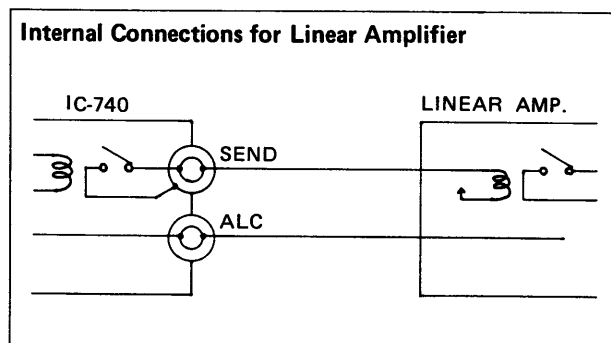 Internal Connections for Linear Amplifier
IC-740
LINEAR AMP.
SEND
ALC